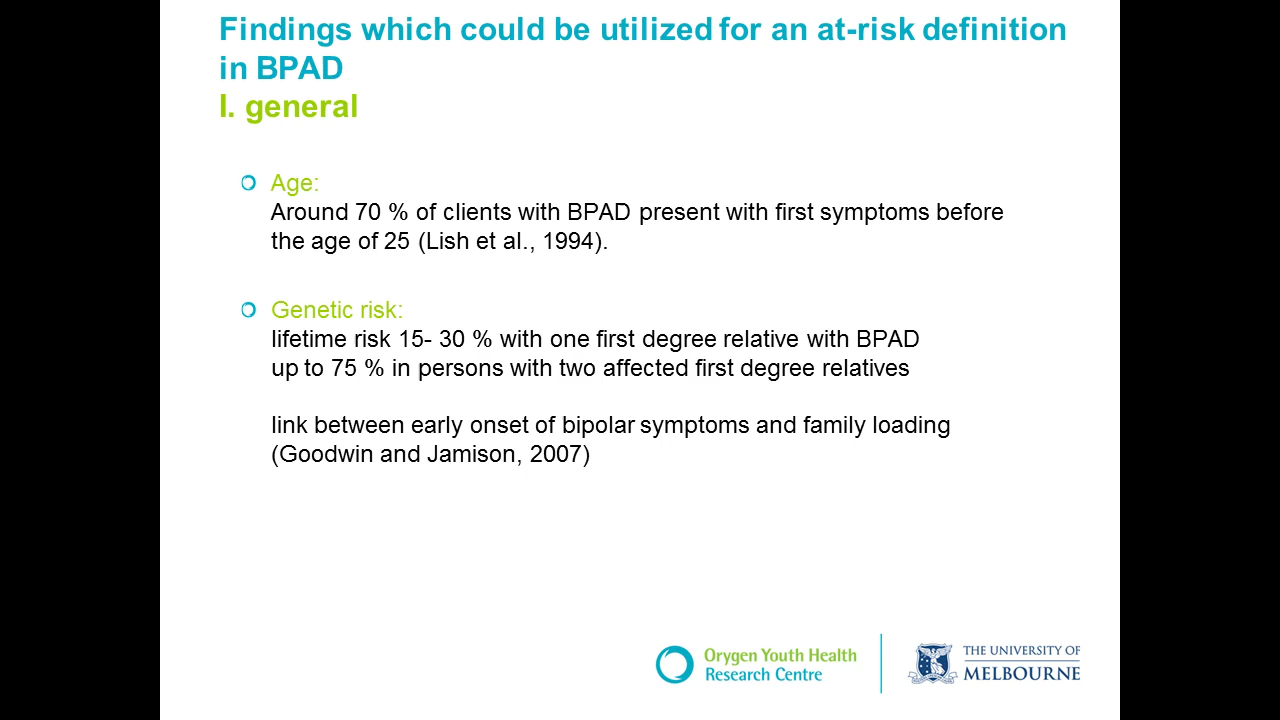 Findings which could be utilized for an at-risk definition
in BPAD
I. general
Age:
Around 70 % of clients with BPAD present with first symptoms before
the age of 25 (Lish et al., 1994).
Genetic risk:
lifetime risk 15- 30 % with one first degree relative with BPAD
up to 75 % in persons with two affected first degree relatives
link between early onset of bipolar symptoms and family loading
(Goodwin and Jamison, 2007)
Orygen Youth Health
Research Centre
THE UNIVERSITY OF
MELBOURNE